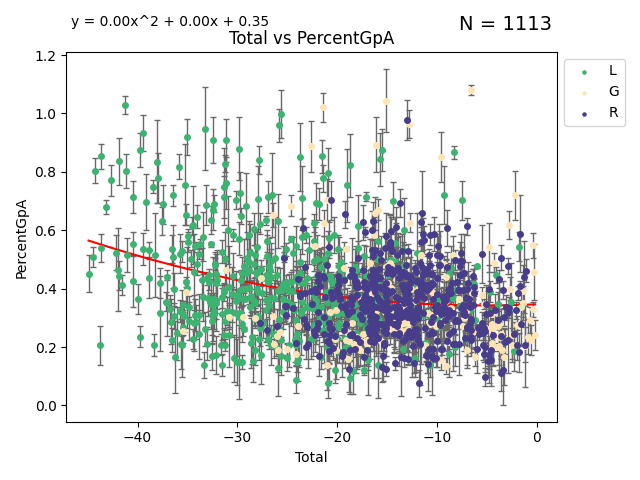 y = 0.00x^2 + 0.00x + 0.35
N = 1113
Total vs PercentGpA
L
G
R
PercentGpA
1.2
1.0
0.8
0.6
0.4
0.2
0.0
−40
−30
−20
−10
0
Total